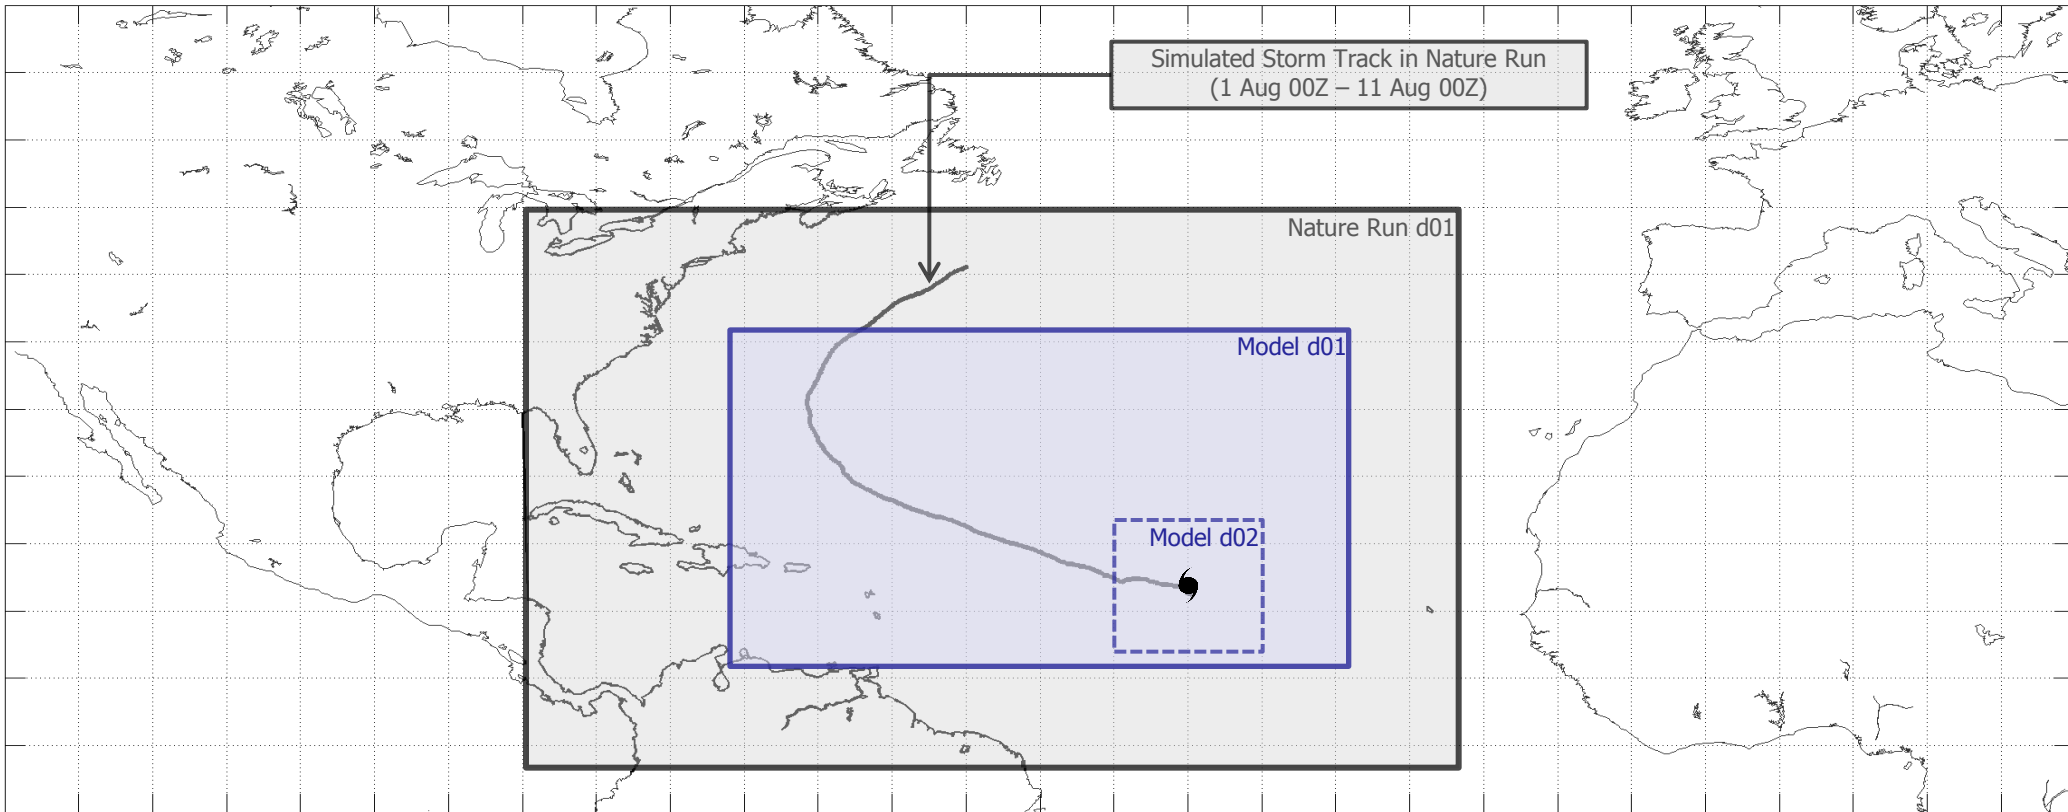 Simulated Storm Track in Nature Run
(1 Aug 00Z – 11 Aug 00Z)
Nature Run d01
Model d01
Model d02